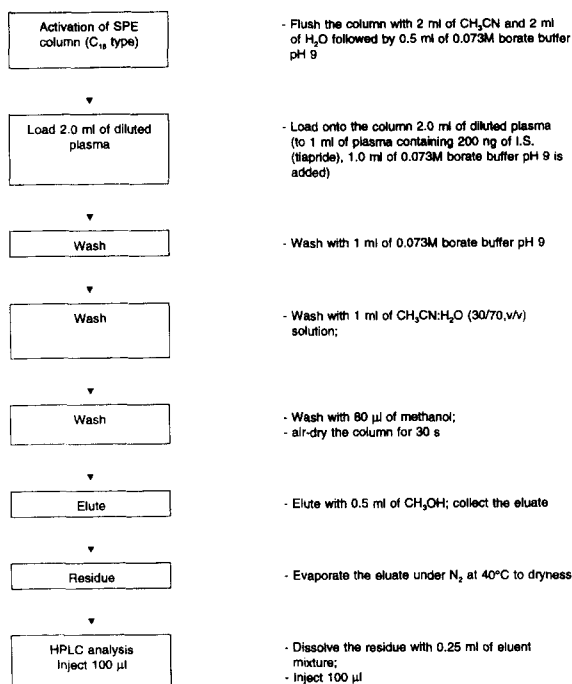 Activation of SPE
column (C₁₈ type)
- Flush the column with 2 ml of CH₃CN and 2 ml
of H₂O followed by 0.5 ml of 0.073M borate buffer
pH 9
Load 2.0 ml of diluted
plasma
- Load onto the column 2.0 ml of diluted plasma
(to 1 ml of plasma containing 200 ng of I.S.
(tiapride), 1.0 ml of 0.073M borate buffer pH 9 is
added)
Wash
- Wash with 1 ml of 0.073M borate buffer pH 9
Wash
- Wash with 1 ml of CH₃CN:H₂O (30/70,v/v)
solution;
Wash
- Wash with 80 µl of methanol;
- air-dry the column for 30 s
Elute
- Elute with 0.5 ml of CH₃OH; collect the eluate
Residue
- Evaporate the eluate under N₂ at 40°C to dryness
HPLC analysis
Inject 100 µl
- Dissolve the residue with 0.25 ml of eluent
mixture;
- Inject 100 µl